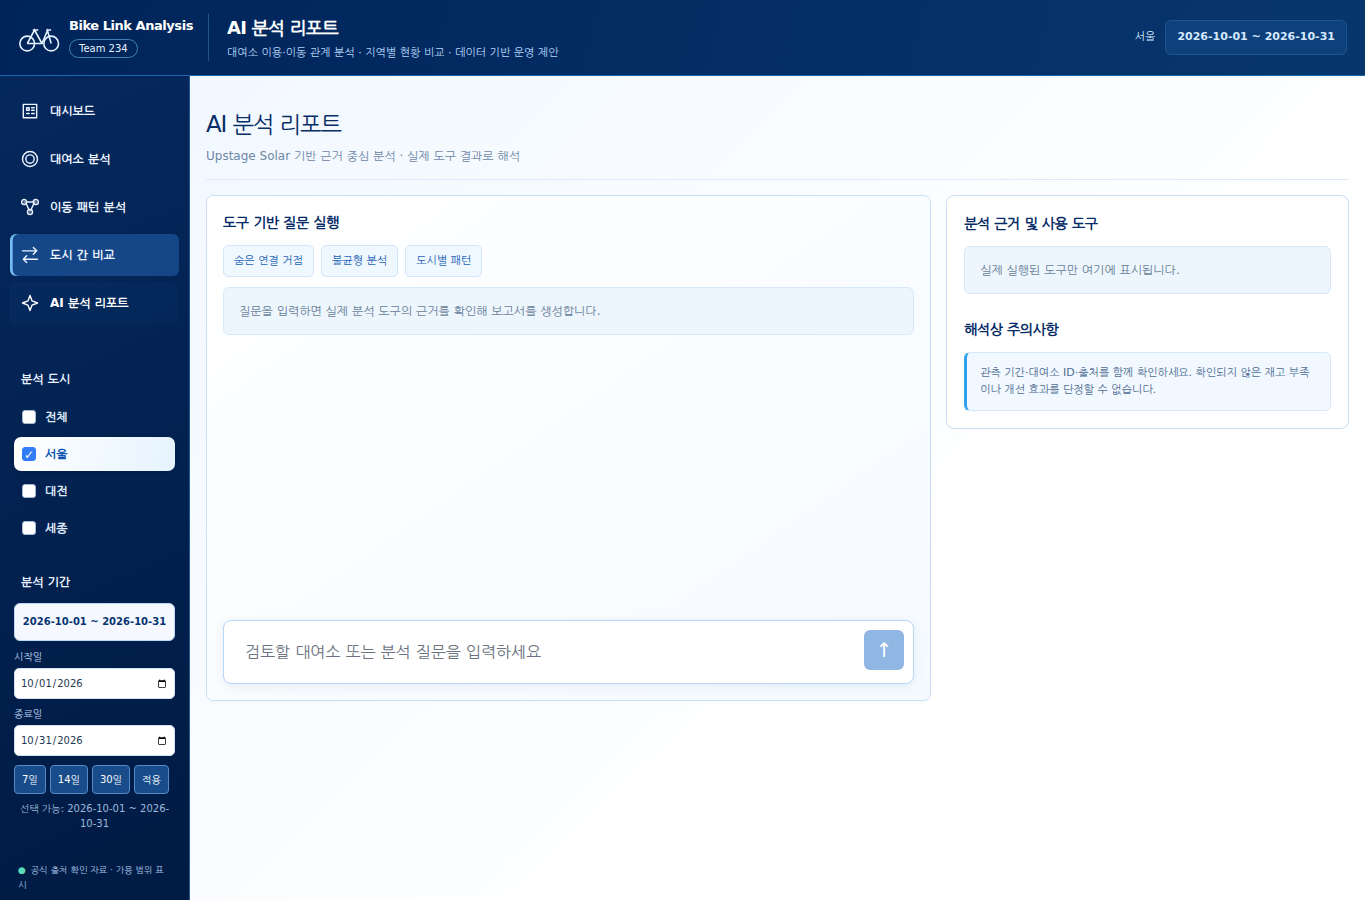 Bike Link Analysis
Team 234
AI 분석 리포트
대여소 이용·이동 관계 분석 · 지역별 현황 비교 · 데이터 기반 운영 제안
서울
2026-10-01 ~ 2026-10-31
대시보드
대여소 분석
이동 패턴 분석
도시 간 비교
AI 분석 리포트
분석 도시
전체
서울
대전
세종
분석 기간
2026-10-01 ~ 2026-10-31
시작일
10/01/2026
종료일
10/31/2026
7일
14일
30일
적용
선택 가능: 2026-10-01 ~ 2026-
10-31
공식 출처 확인 자료 · 가용 범위 표
시
AI 분석 리포트
Upstage Solar 기반 근거 중심 분석 · 실제 도구 결과로 해석
도구 기반 질문 실행
숨은 연결 거점
불균형 분석
도시별 패턴
질문을 입력하면 실제 분석 도구의 근거를 확인해 보고서를 생성합니다.
검토할 대여소 또는 분석 질문을 입력하세요
↑
분석 근거 및 사용 도구
실제 실행된 도구만 여기에 표시됩니다.
해석상 주의사항
관측 기간·대여소 ID·출처를 함께 확인하세요. 확인되지 않은 재고 부족
이나 개선 효과를 단정할 수 없습니다.